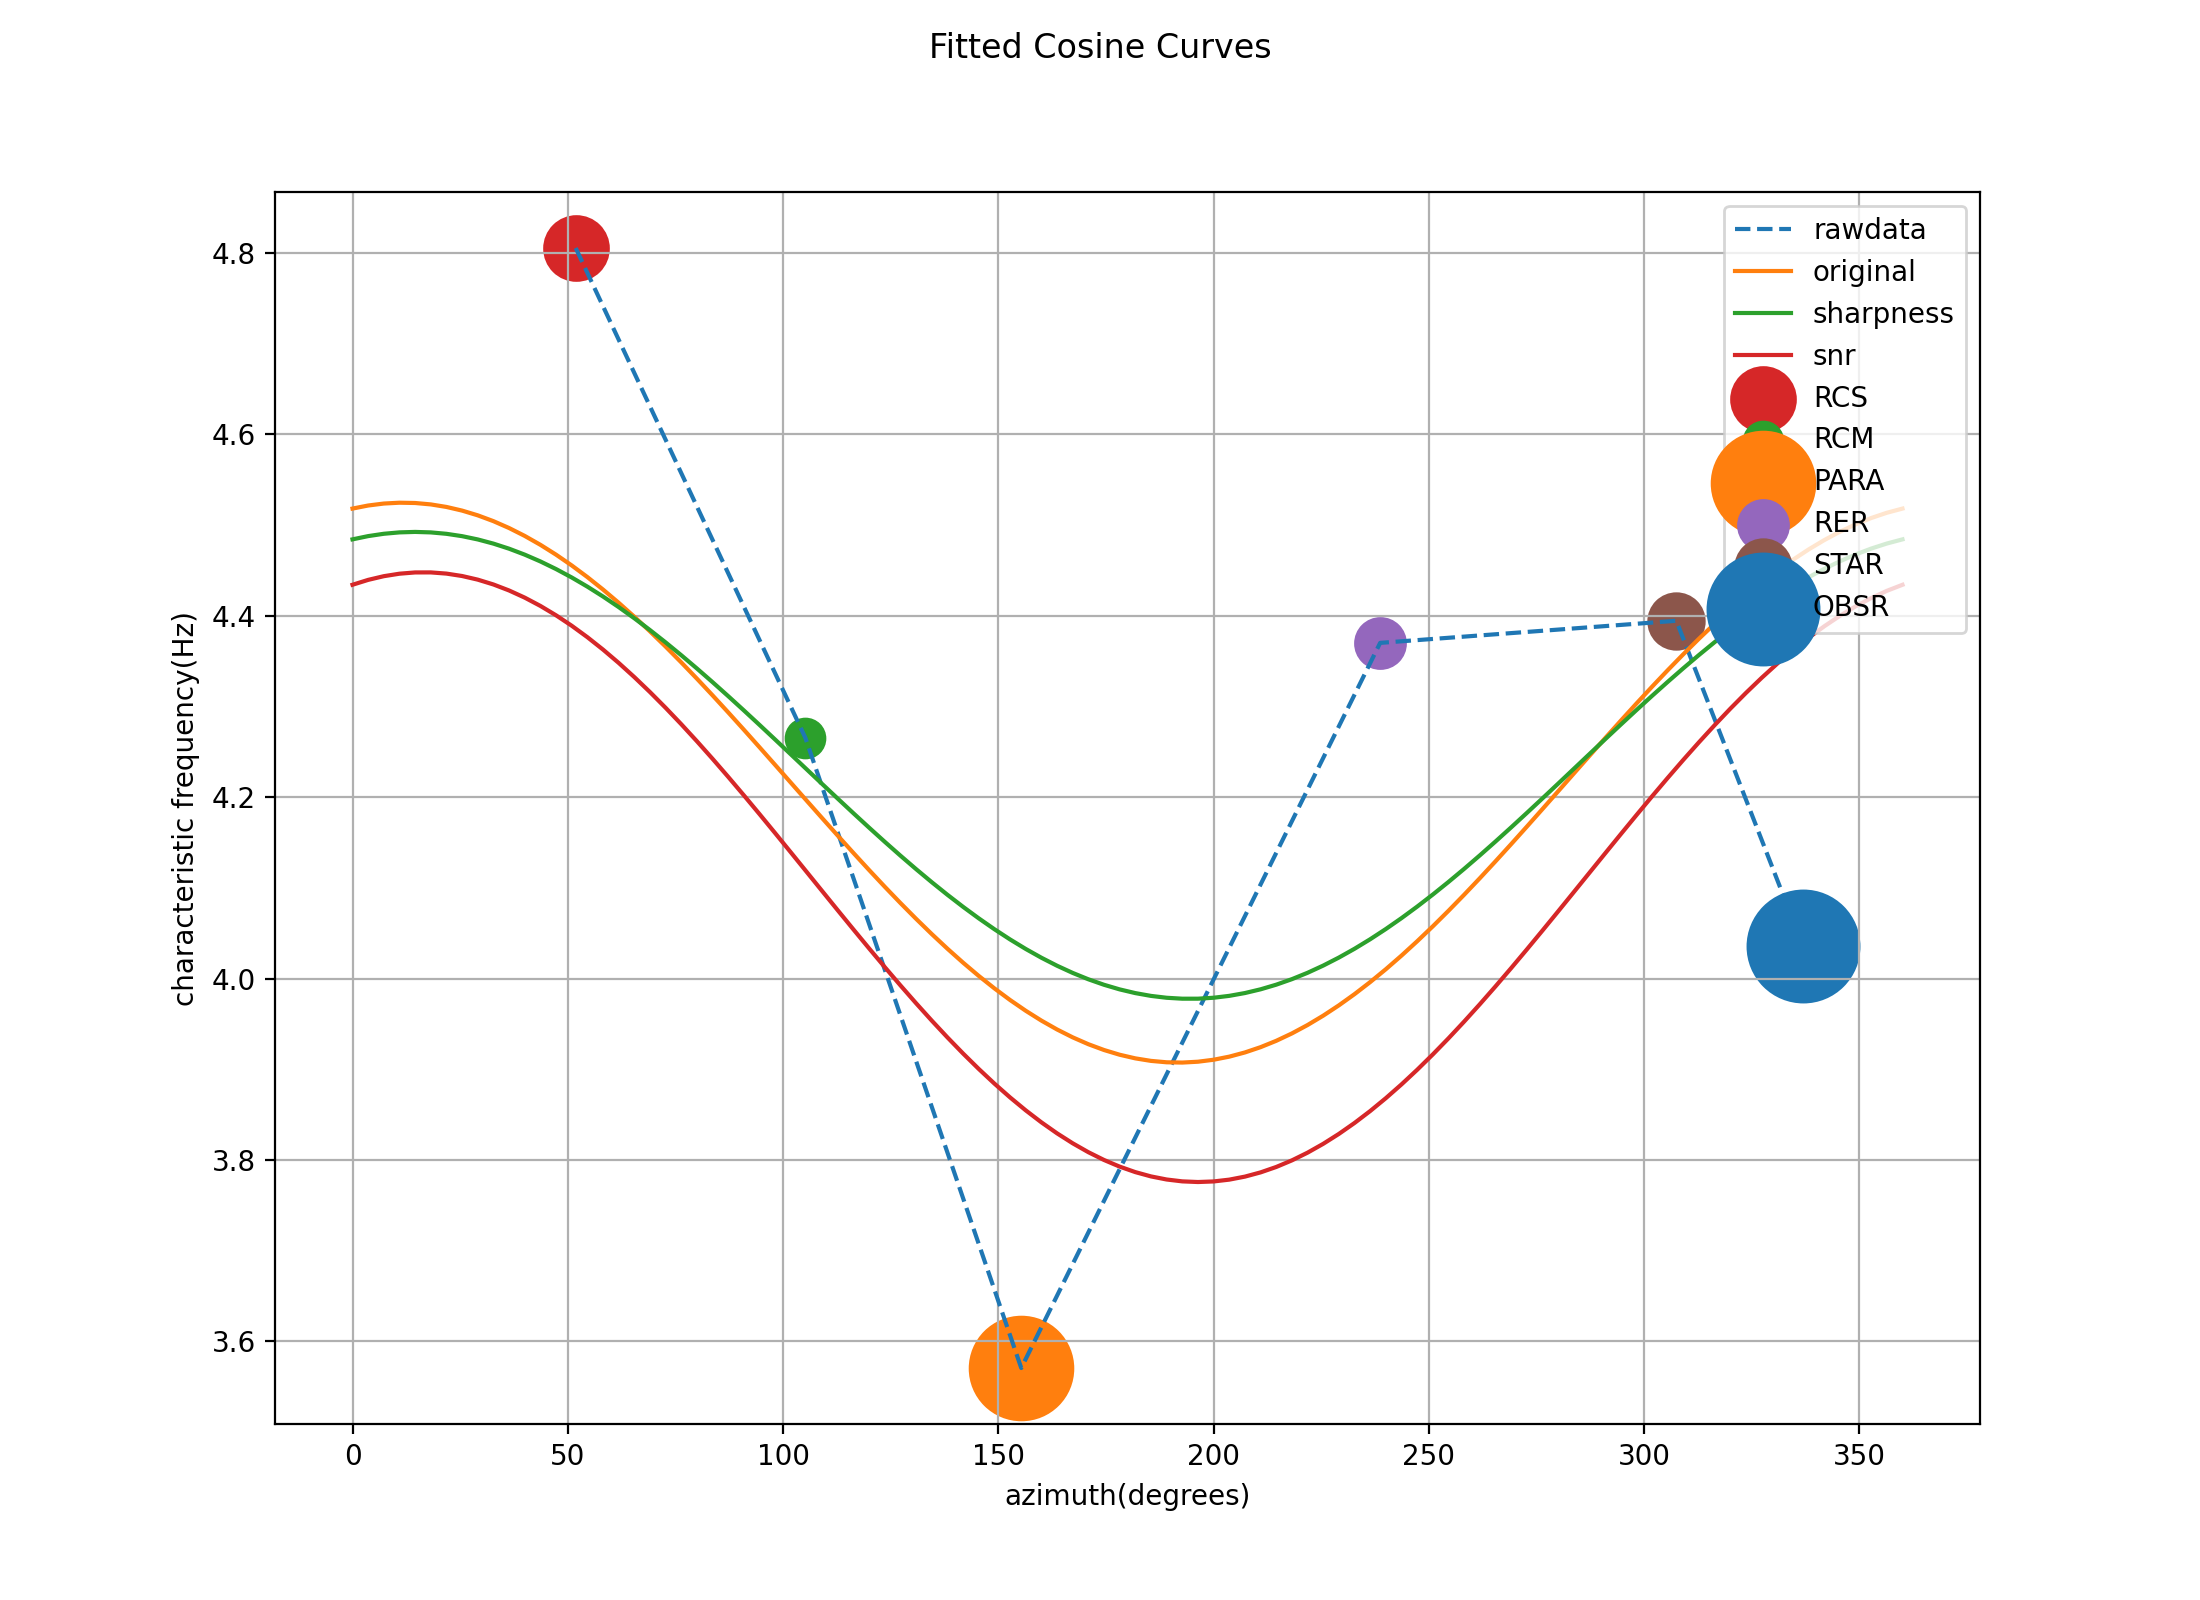 Fitted Cosine Curves
rawdata
original
sharpness
snr
RCS
RCM
PARA
RER
STAR
OBSR
characteristic frequency(Hz)
4.8
4.6
4.4
4.2
4.0
3.8
3.6
0 50 100 150 200 250 300 350
azimuth(degrees)